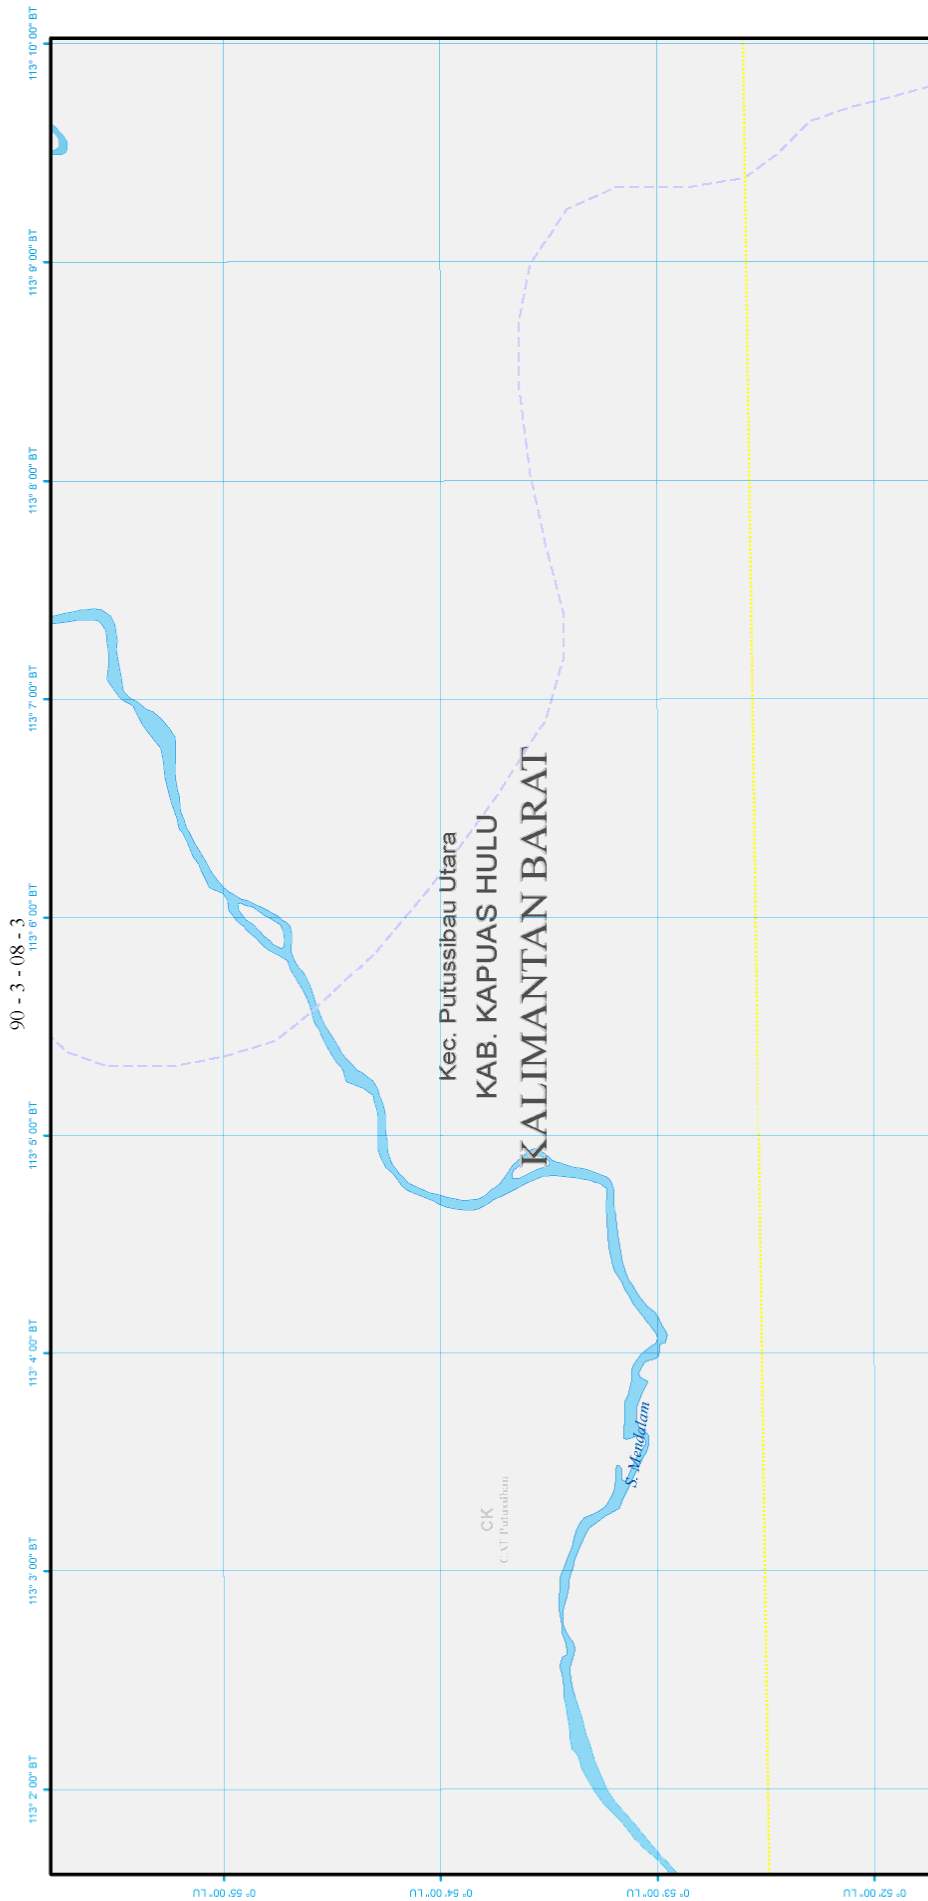 90 - 3 - 08 - 3
113° 2' 00" BT
113° 3' 00" BT
113° 4' 00" BT
113° 5' 00" BT
113° 6' 00" BT
113° 7' 00" BT
113° 8' 00" BT
113° 9' 00" BT
113° 10' 00" BT
0° 55' 00" LU
0° 54' 00" LU
0° 53' 00" LU
0° 52' 00" LU
Kec. Putussibau Utara
KAB. KAPUAS HULU
KALIMANTAN BARAT
CK
CAT Putussibau
S. Mendalam